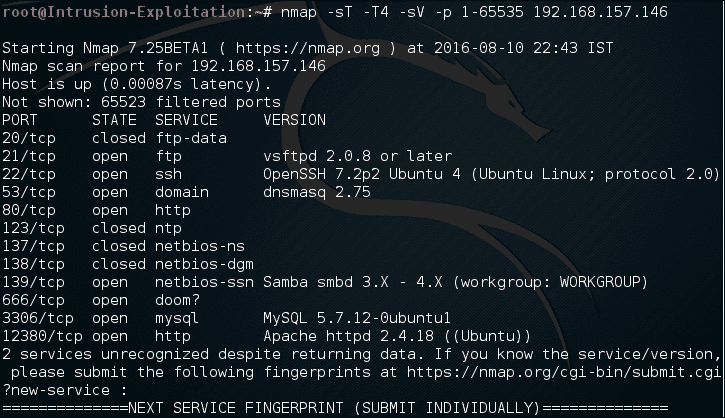 root@Intrusion-Exploitation:~# nmap -sT -T4 -sV -p 1-65535 192.168.157.146
Starting Nmap 7.25BETA1 ( https://nmap.org ) at 2016-08-10 22:43 IST
Nmap scan report for 192.168.157.146
Host is up (0.00087s latency).
Not shown: 65523 filtered ports
PORT STATE SERVICE VERSION
20/tcp closed ftp-data
21/tcp open ftp vsftpd 2.0.8 or later
22/tcp open ssh OpenSSH 7.2p2 Ubuntu 4 (Ubuntu Linux; protocol 2.0)
53/tcp open domain dnsmasq 2.75
80/tcp open http
123/tcp closed ntp
137/tcp closed netbios-ns
138/tcp closed netbios-dgm
139/tcp open netbios-ssn Samba smbd 3.X - 4.X (workgroup: WORKGROUP)
666/tcp open doom?
3306/tcp open mysql MySQL 5.7.12-0ubuntu1
12380/tcp open http Apache httpd 2.4.18 ((Ubuntu))
2 services unrecognized despite returning data. If you know the service/version,
please submit the following fingerprints at https://nmap.org/cgi-bin/submit.cgi
?new-service :
==============NEXT SERVICE FINGERPRINT (SUBMIT INDIVIDUALLY)==============